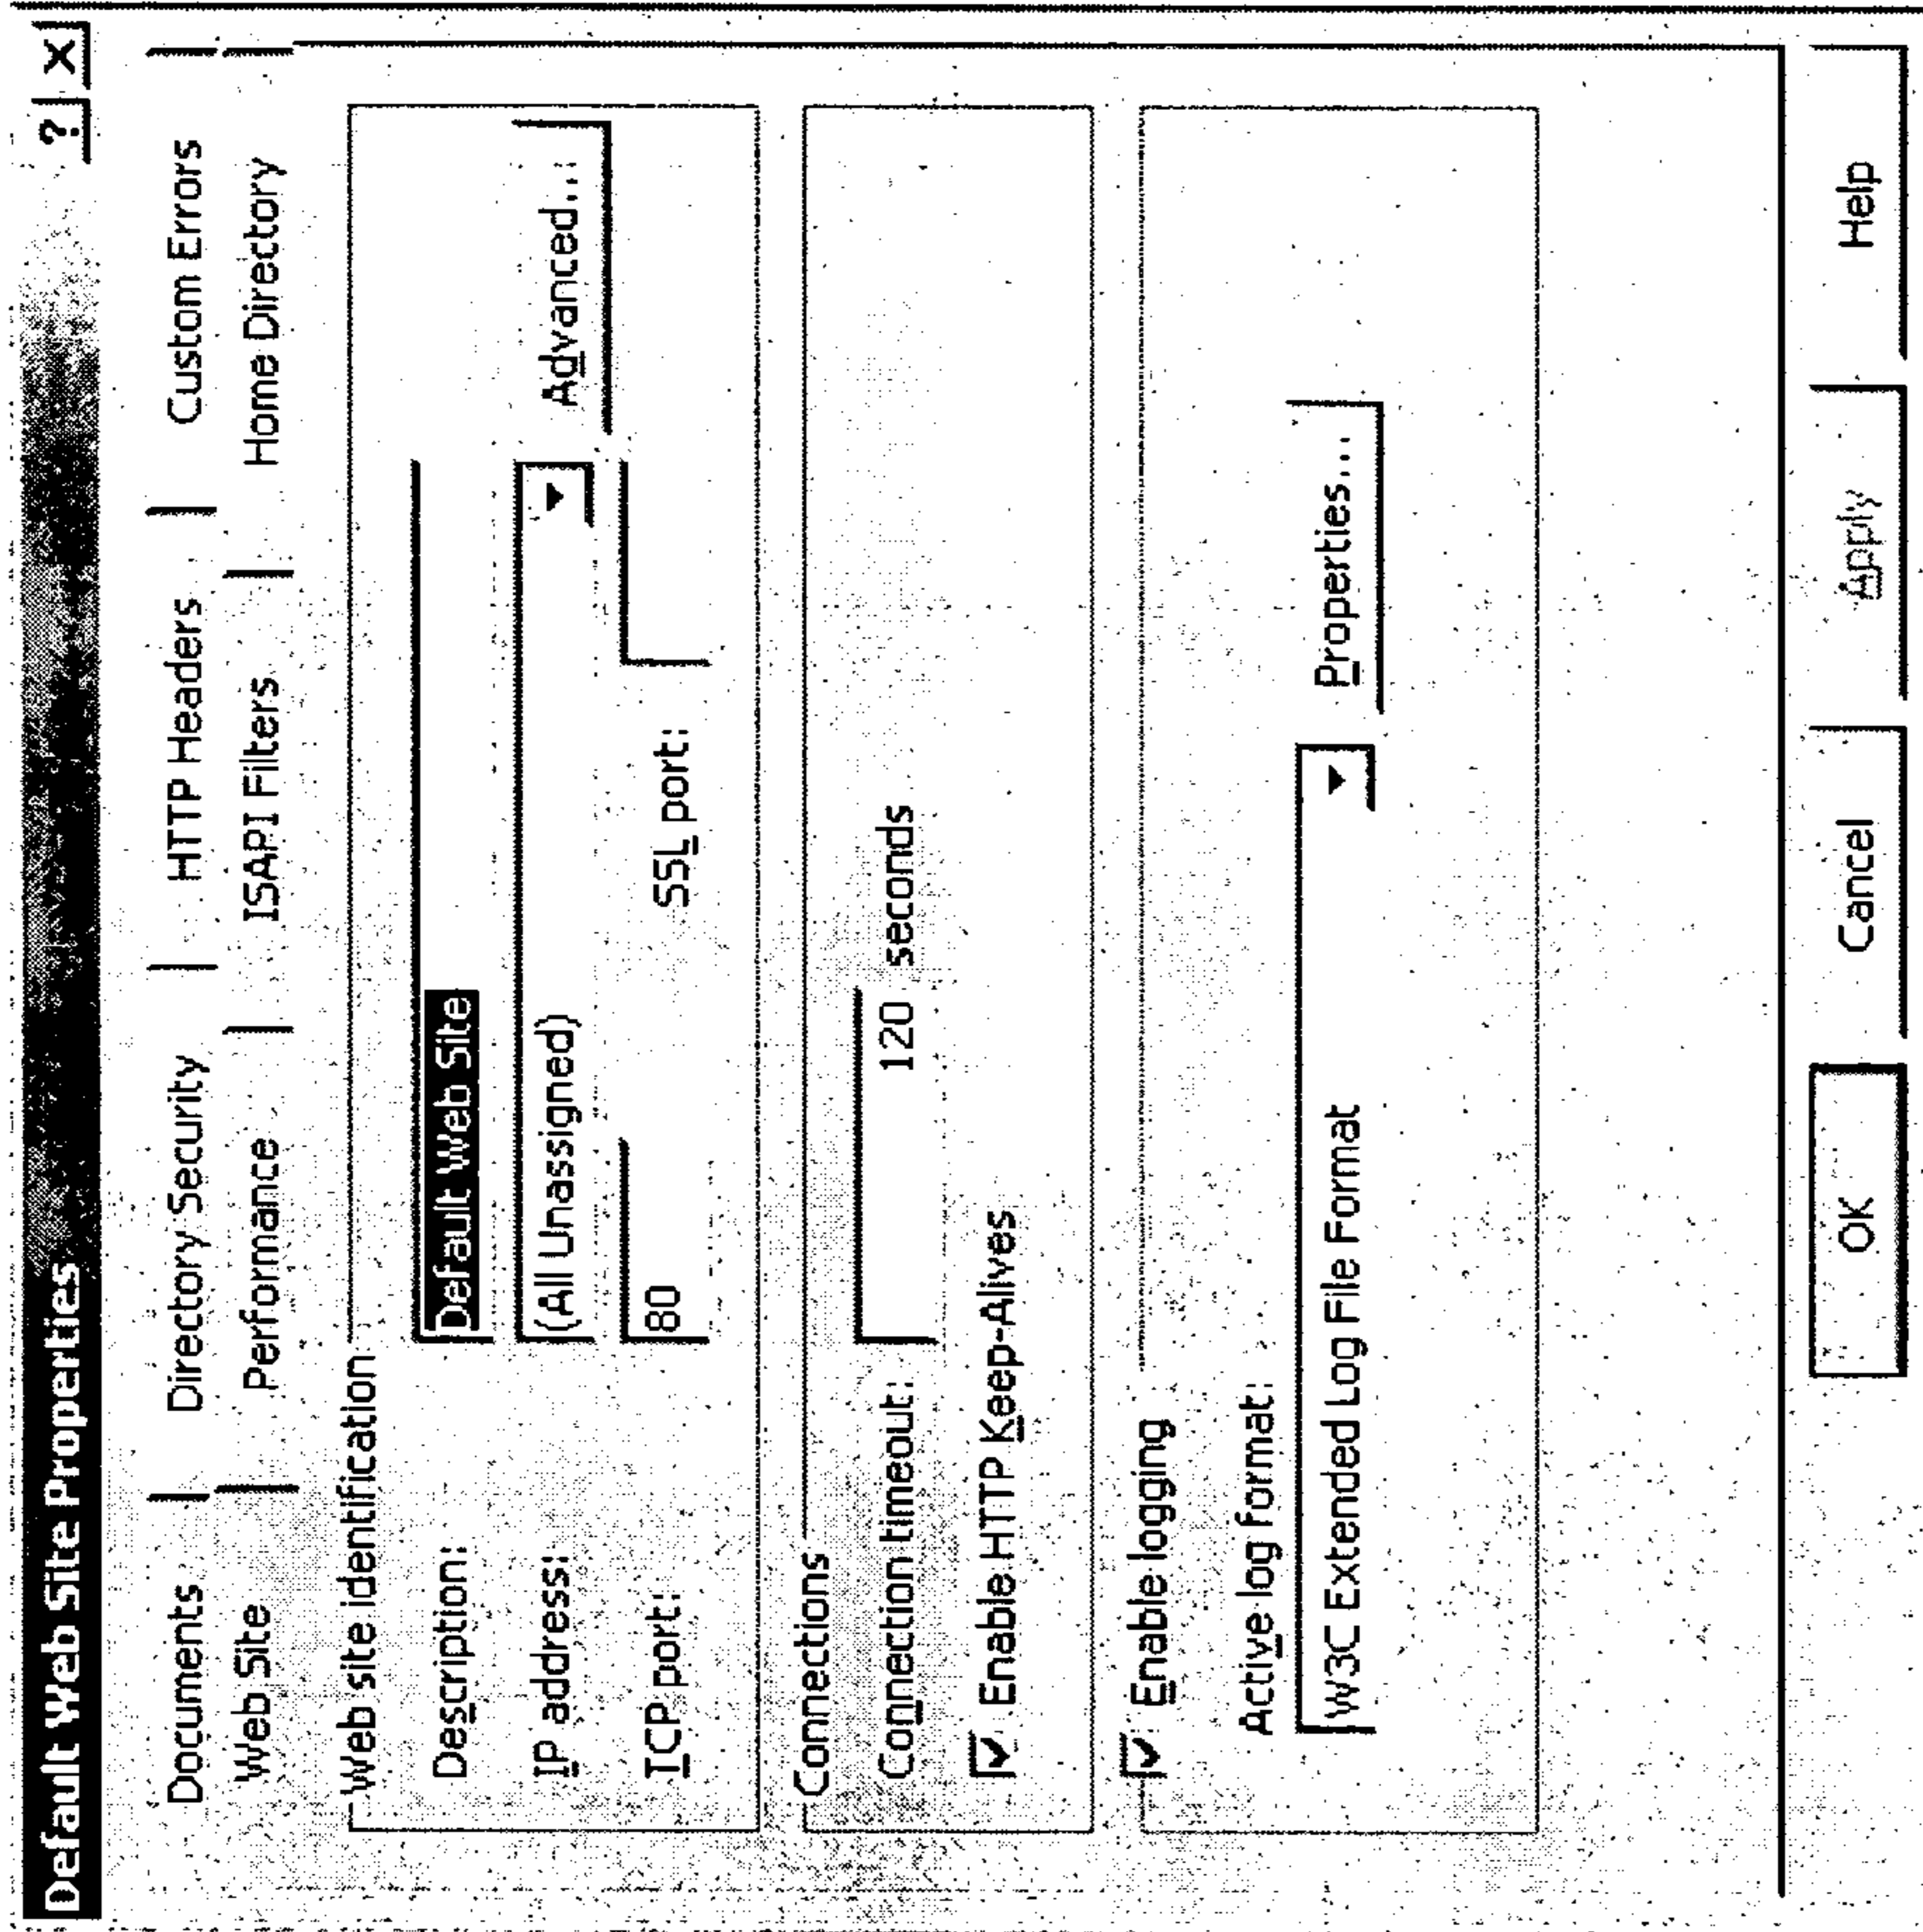 Default Web Site Properties ? X
Documents Directory Security HTTP Headers Custom Errors
Web Site Performance ISAPI Filters Home Directory
Web site identification
Description: Default Web Site
IP address: (All Unassigned) Advanced...
TCP port: 80 SSL port:
Connections
Connection timeout: 120 seconds
Enable HTTP Keep-Alives
Enable logging
Active log format:
W3C Extended Log File Format Properties...
OK Cancel Apply Help